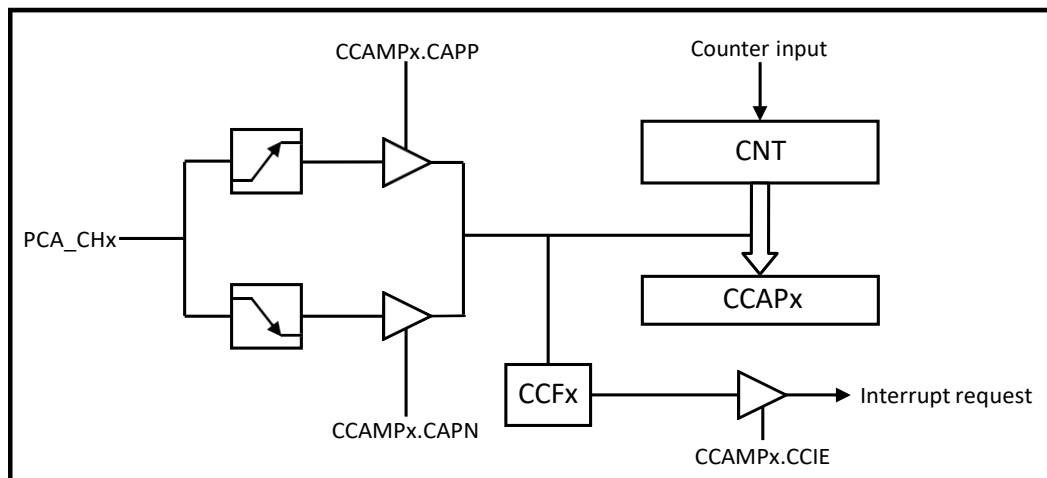 CCAMPx.CAPP
Counter input
CNT
PCA_CHx
CCAPx
CCFx
Interrupt request
CCAMPx.CAPN
CCAMPx.CCIE